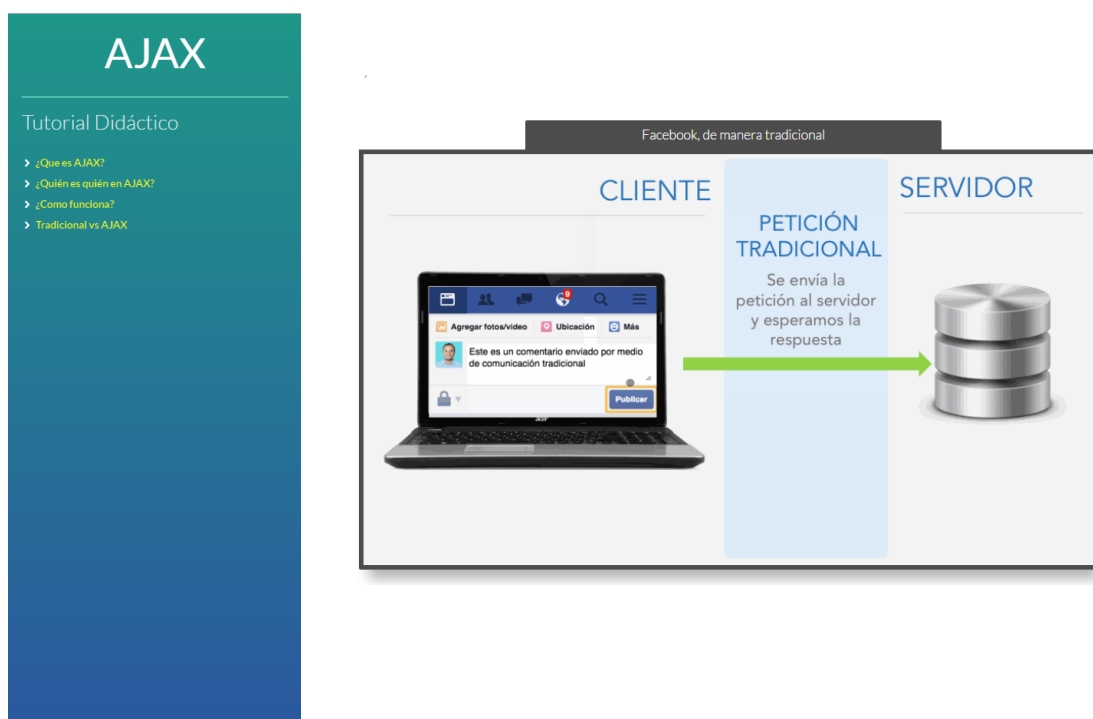 AJAX
Tutorial Didáctico
¿Que es AJAX?
¿Quién es quién en AJAX?
¿Como funciona?
Tradicional vs AJAX
Facebook, de manera tradicional
CLIENTE
SERVIDOR
PETICIÓN
TRADICIONAL
Se envía la
petición al servidor
y esperamos la
respuesta
9
Agregar fotos/video Ubicación Más
Este es un comentario enviado por medio
de comunicación tradicional
Publicar
acer